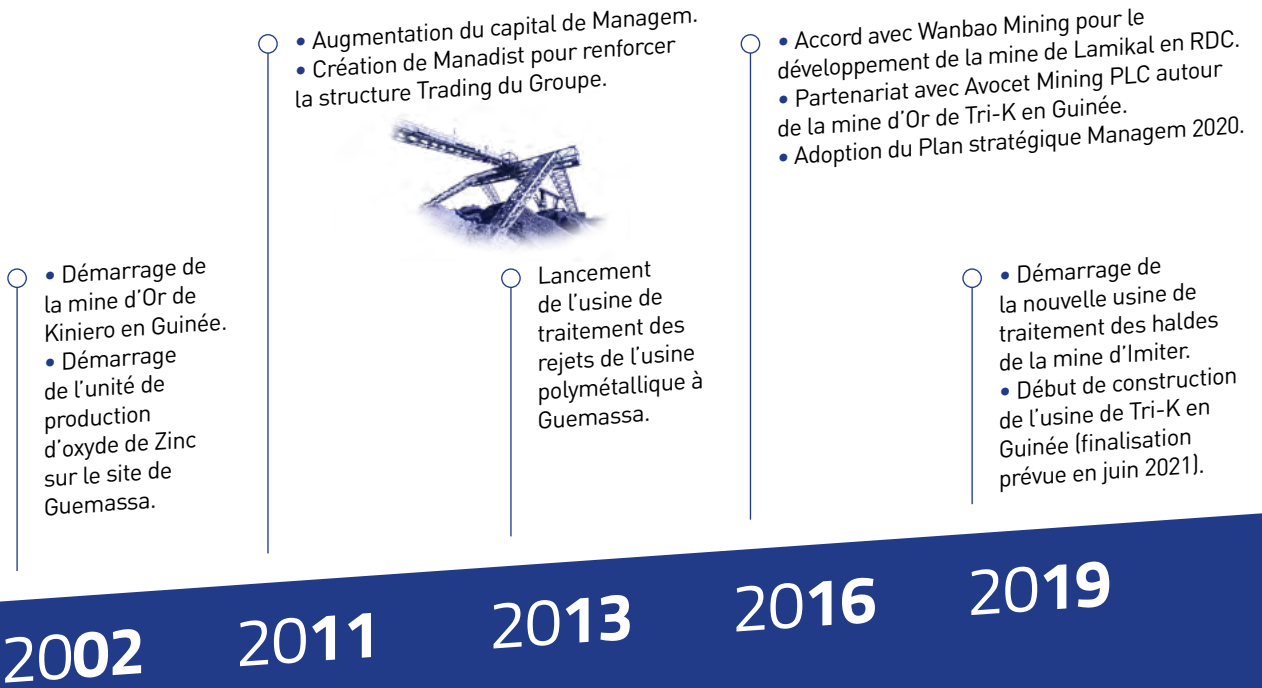 • Augmentation du capital de Managem.
• Création de Manadist pour renforcer
la structure Trading du Groupe.
• Accord avec Wanbao Mining pour le
développement de la mine de Lamikal en RDC.
• Partenariat avec Avocet Mining PLC autour
de la mine d'Or de Tri-K en Guinée.
• Adoption du Plan stratégique Managem 2020.
• Démarrage de
la mine d'Or de
Kiniero en Guinée.
• Démarrage
de l'unité de
production
d'oxyde de Zinc
sur le site de
Guemassa.
Lancement
de l'usine de
traitement des
rejets de l'usine
polymétallique à
Guemassa.
• Démarrage de
la nouvelle usine de
traitement des haldes
de la mine d'Imiter.
• Début de construction
de l'usine de Tri-K en
Guinée (finalisation
prévue en juin 2021).
2002
2011
2013
2016
2019